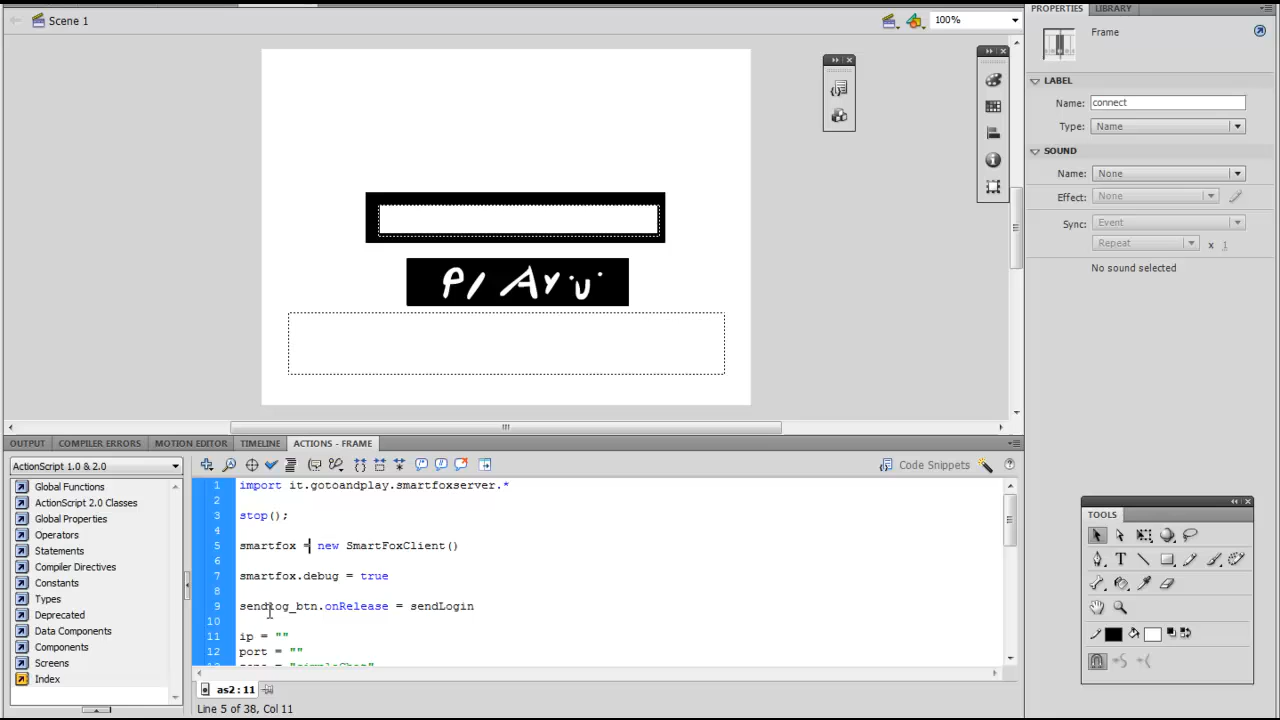 Scene 1
100%
PROPERTIES
LIBRARY
Frame
LABEL
Name: connect
Type: Name
SOUND
Name: None
Effect: None
Sync: Event
Repeat x 1
No sound selected
OUTPUT COMPILER ERRORS MOTION EDITOR TIMELINE ACTIONS - FRAME
ActionScript 1.0 & 2.0
Code Snippets
Global Functions
ActionScript 2.0 Classes
Global Properties
Operators
Statements
Compiler Directives
Constants
Types
Deprecated
Data Components
Components
Screens
Index
1 import it.gotoandplay.smartfoxserver.*
2
3 stop();
4
5 smartfox = new SmartFoxClient()
6
7 smartfox.debug = true
8
9 sendlog_btn.onRelease = sendLogin
10
11 ip = ""
12 port = ""
as2:11
Line 5 of 38, Col 11
TOOLS